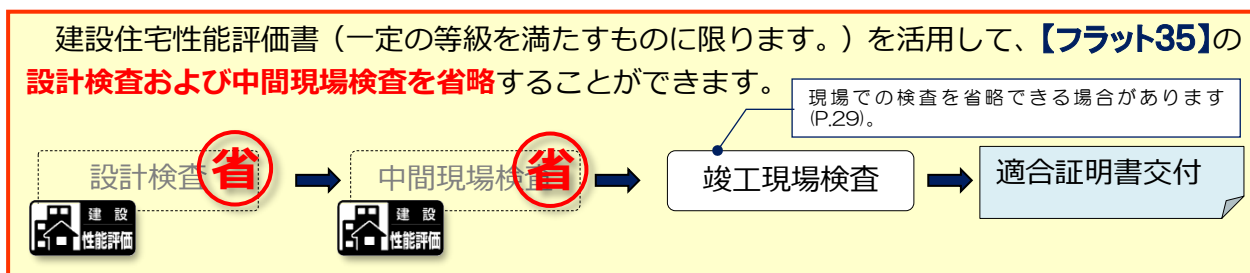 建設住宅性能評価書（一定の等級を満たすものに限ります。）を活用して、【フラット35】の
設計検査および中間現場検査を省略することができます。
現場での検査を省略できる場合があります
(P.29)。
設計検査 省
中間現場検査 省
竣工現場検査
適合証明書交付
建設
性能評価
建設
性能評価